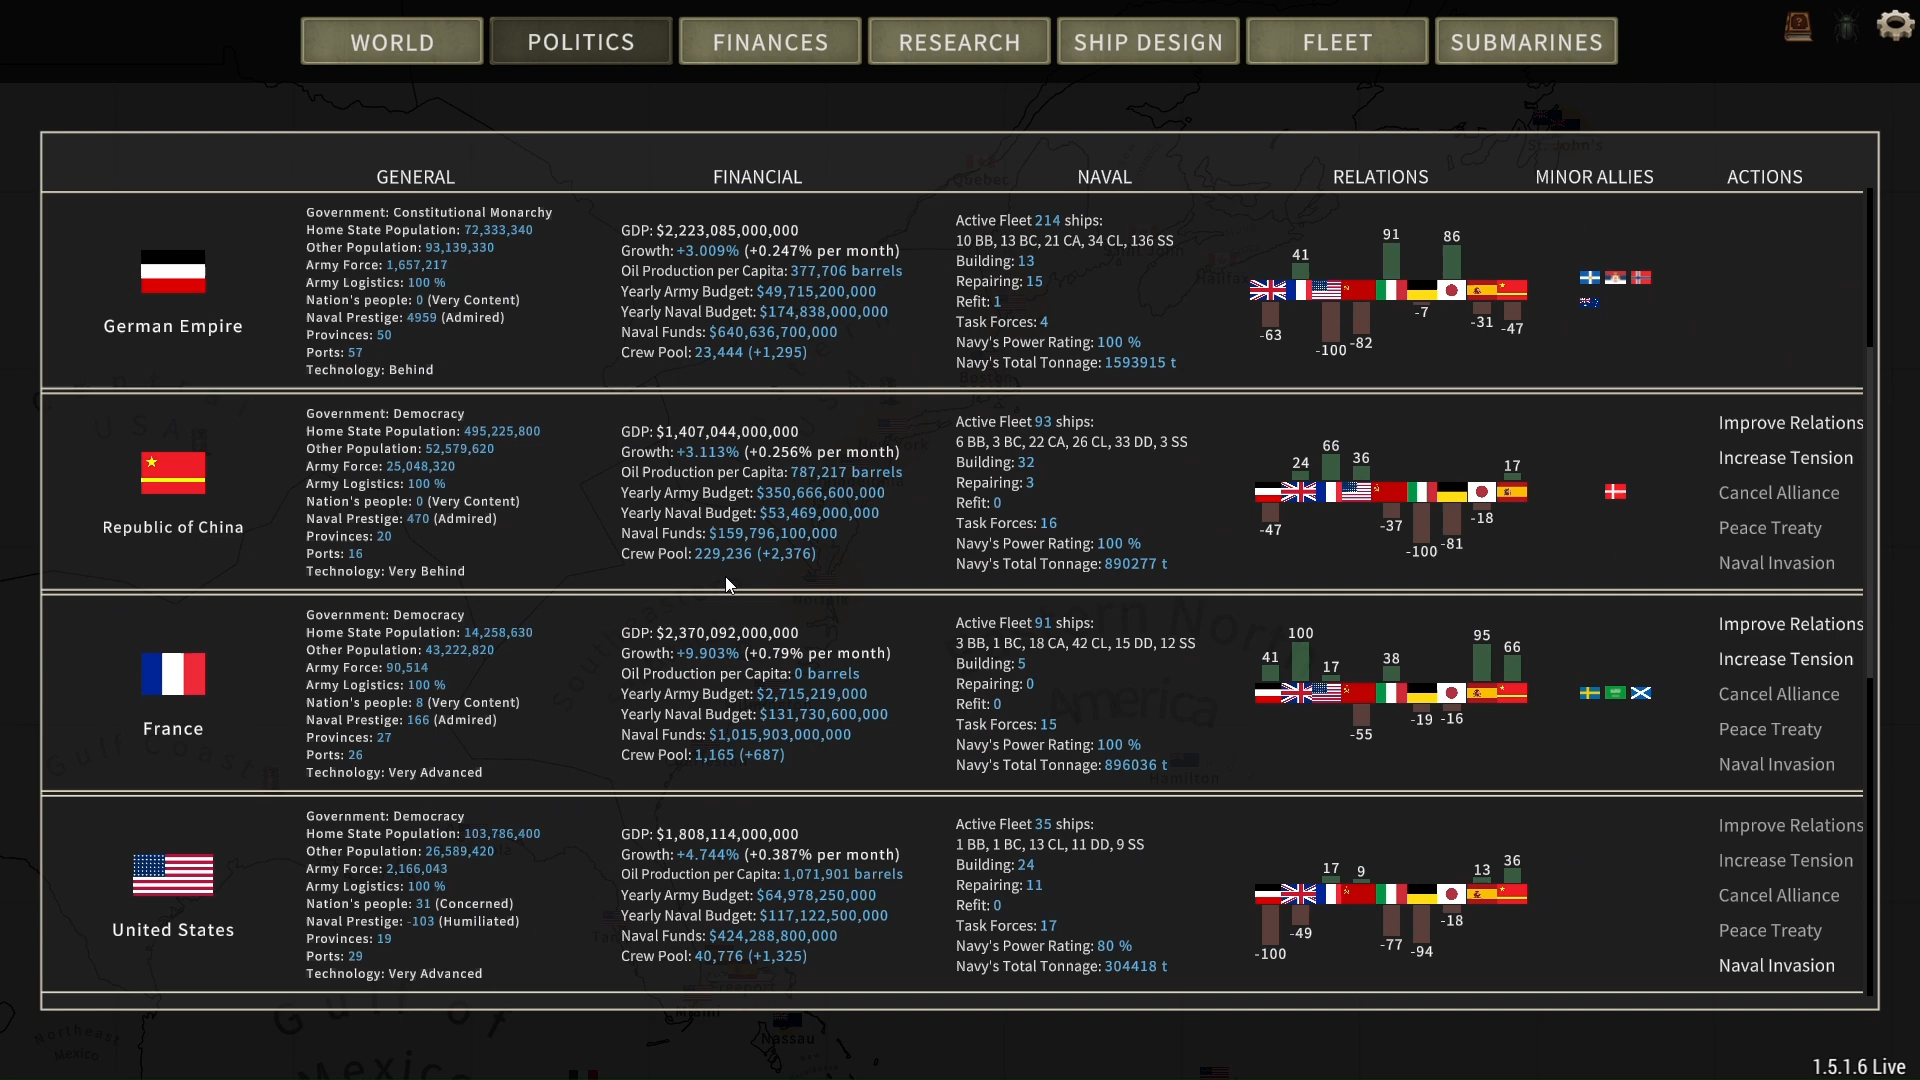 WORLD
POLITICS
FINANCES
RESEARCH
SHIP DESIGN
FLEET
SUBMARINES
GENERAL
FINANCIAL
NAVAL
RELATIONS
MINOR ALLIES
ACTIONS
German Empire
Government: Constitutional Monarchy
Home State Population: 72,333,340
Other Population: 93,139,330
Army Force: 1,657,217
Army Logistics: 100 %
Nation's people: 0 (Very Content)
Naval Prestige: 4959 (Admired)
Provinces: 50
Ports: 57
Technology: Behind
GDP: $2,223,085,000,000
Growth: +3.009% (+0.247% per month)
Oil Production per Capita: 377,706 barrels
Yearly Army Budget: $49,715,200,000
Yearly Naval Budget: $174,838,000,000
Naval Funds: $640,636,700,000
Crew Pool: 23,444 (+1,295)
Active Fleet 214 ships:
10 BB, 13 BC, 21 CA, 34 CL, 136 SS
Building: 13
Repairing: 15
Refit: 1
Task Forces: 4
Navy's Power Rating: 100 %
Navy's Total Tonnage: 1593915 t
41
91
86
-63
-100
-82
-7
-31
-47
Republic of China
Government: Democracy
Home State Population: 495,225,800
Other Population: 52,579,620
Army Force: 25,048,320
Army Logistics: 100 %
Nation's people: 0 (Very Content)
Naval Prestige: 470 (Admired)
Provinces: 20
Ports: 16
Technology: Very Behind
GDP: $1,407,044,000,000
Growth: +3.113% (+0.256% per month)
Oil Production per Capita: 787,217 barrels
Yearly Army Budget: $350,666,600,000
Yearly Naval Budget: $53,469,000,000
Naval Funds: $159,796,100,000
Crew Pool: 229,236 (+2,376)
Active Fleet 93 ships:
6 BB, 3 BC, 22 CA, 26 CL, 33 DD, 3 SS
Building: 32
Repairing: 3
Refit: 0
Task Forces: 16
Navy's Power Rating: 100 %
Navy's Total Tonnage: 890277 t
24
66
36
17
-47
-37
-100
-81
-18
Improve Relations
Increase Tension
Cancel Alliance
Peace Treaty
Naval Invasion
France
Government: Democracy
Home State Population: 14,258,630
Other Population: 43,222,820
Army Force: 90,514
Army Logistics: 100 %
Nation's people: 8 (Very Content)
Naval Prestige: 166 (Admired)
Provinces: 27
Ports: 26
Technology: Very Advanced
GDP: $2,370,092,000,000
Growth: +9.903% (+0.79% per month)
Oil Production per Capita: 0 barrels
Yearly Army Budget: $2,715,219,000
Yearly Naval Budget: $131,730,600,000
Naval Funds: $1,015,903,000,000
Crew Pool: 1,165 (+687)
Active Fleet 91 ships:
3 BB, 1 BC, 18 CA, 42 CL, 15 DD, 12 SS
Building: 5
Repairing: 0
Refit: 0
Task Forces: 15
Navy's Power Rating: 100 %
Navy's Total Tonnage: 896036 t
41
100
17
38
95
66
-55
-19
-16
Improve Relations
Increase Tension
Cancel Alliance
Peace Treaty
Naval Invasion
United States
Government: Democracy
Home State Population: 103,786,400
Other Population: 26,589,420
Army Force: 2,166,043
Army Logistics: 100 %
Nation's people: 31 (Concerned)
Naval Prestige: -103 (Humiliated)
Provinces: 19
Ports: 29
Technology: Very Advanced
GDP: $1,808,114,000,000
Growth: +4.744% (+0.387% per month)
Oil Production per Capita: 1,071,901 barrels
Yearly Army Budget: $64,978,250,000
Yearly Naval Budget: $117,122,500,000
Naval Funds: $424,288,800,000
Crew Pool: 40,776 (+1,325)
Active Fleet 35 ships:
1 BB, 1 BC, 13 CL, 11 DD, 9 SS
Building: 24
Repairing: 11
Refit: 0
Task Forces: 17
Navy's Power Rating: 80 %
Navy's Total Tonnage: 304418 t
17
9
13
36
-100
-49
-77
-94
-18
Improve Relations
Increase Tension
Cancel Alliance
Peace Treaty
Naval Invasion
St. John's
Quebec
Halifax
USA
Gulf Coast
Southeast
America
Hamilton
Freeport
Miami
Nassau
Northeast
Mexico
Gulf of
Mexico
1.5.1.6 Live